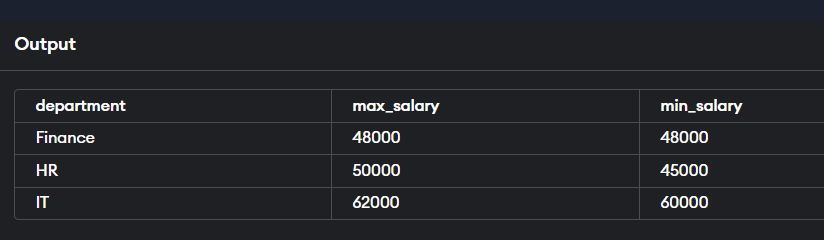 Output
department max_salary min_salary
Finance 48000 48000
HR 50000 45000
IT 62000 60000